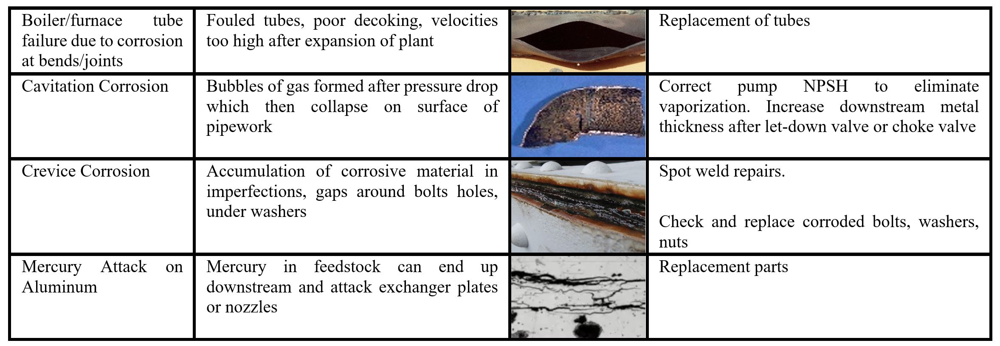 Boiler/furnace tube
failure due to corrosion
at bends/joints
Fouled tubes, poor decoking, velocities
too high after expansion of plant
Replacement of tubes
Cavitation Corrosion
Bubbles of gas formed after pressure drop
which then collapse on surface of
pipework
Correct pump NPSH to eliminate
vaporization. Increase downstream metal
thickness after let-down valve or choke valve
Crevice Corrosion
Accumulation of corrosive material in
imperfections, gaps around bolts holes,
under washers
Spot weld repairs.
Check and replace corroded bolts, washers,
nuts
Mercury Attack on
Aluminum
Mercury in feedstock can end up
downstream and attack exchanger plates
or nozzles
Replacement parts